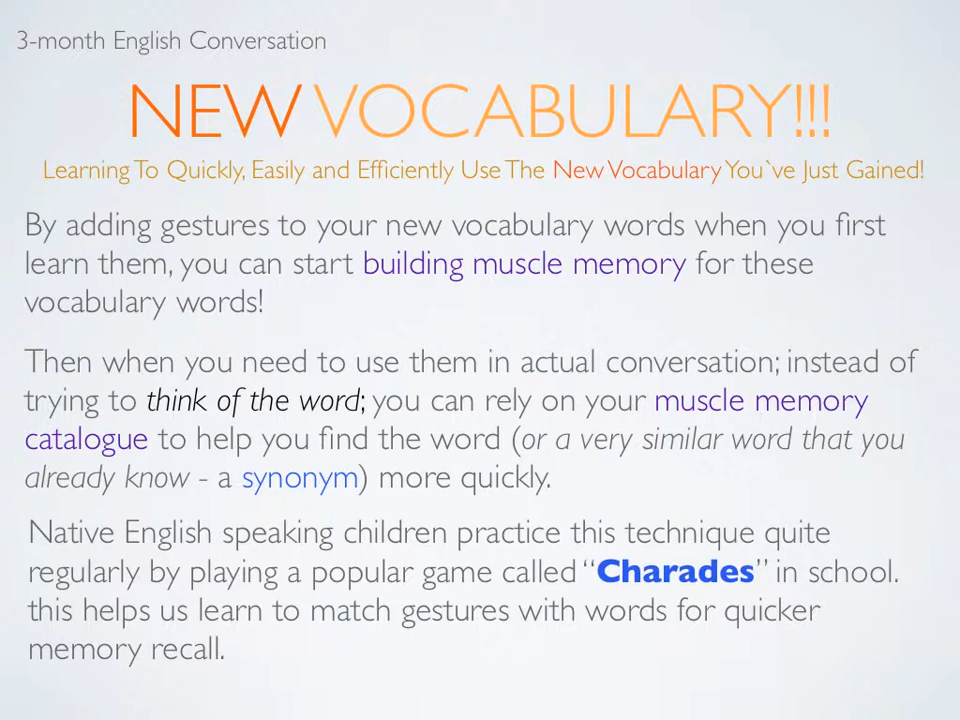 3-month English Conversation
NEW VOCABULARY!!!
Learning To Quickly, Easily and Efficiently Use The New Vocabulary You`ve Just Gained!
By adding gestures to your new vocabulary words when you first
learn them, you can start building muscle memory for these
vocabulary words!
Then when you need to use them in actual conversation; instead of
trying to think of the word; you can rely on your muscle memory
catalogue to help you find the word (or a very similar word that you
already know - a synonym) more quickly.
Native English speaking children practice this technique quite
regularly by playing a popular game called “Charades” in school.
this helps us learn to match gestures with words for quicker
memory recall.